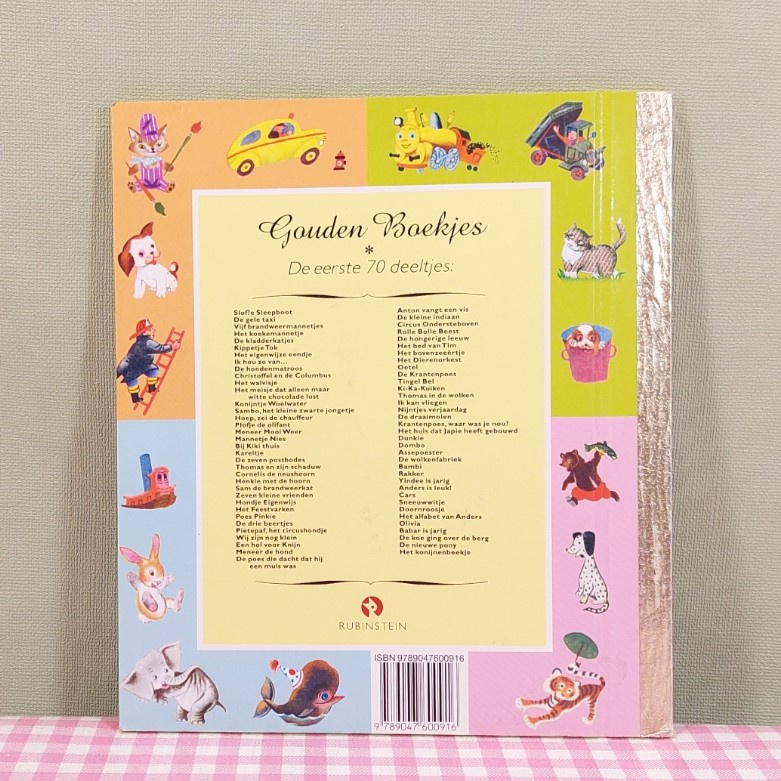 Gouden Boekjes
*
De eerste 70 deeltjes:
Sloffie Sleepboot
De gele taxi
Vijf brandweermannetjes
Het koekemannetje
De kladderkatjes
Kippetje Tok
Het eigenwijze eendje
Ik hou zo van...
De hondenmatroos
Christoffel en de Columbus
Het walvisje
Het meisje dat alleen maar
witte chocolade lust
Konijntje Woelwater
Sambo, het kleine zwarte jongetje
Hoep, zei de chauffeur
Plofje de olifant
Meneer Mooi Weer
Mannetje Nies
Bij Kiki thuis
Kareltje
De zeven postbodes
Thomas en zijn schaduw
Cornelis de neushoorn
Henkie met de hoorn
Sam de brandweerkat
Zeven kleine vrienden
Hondje Eigenwijs
Het Feestvarken
Poes Pinkie
De drie beertjes
Pietepaf, het circushondje
Wij zijn nog klein
Een hol voor Knijn
Meneer de hond
De poes die dacht dat hij
een muis was
Anton vangt een vis
De kleine indiaan
Circus Ondersteboven
Rolle Bolle Beest
De hongerige leeuw
Het bed van Tim
Het bovenzeeërtje
Het Dierenorkest
Oetel
De Krantenpoes
Tingel Bel
Ki-Ka-Kuiken
Thomas in de wolken
Ik kan vliegen
Nijntjes verjaardag
De draaimolen
Krantenpoes, waar was je nou?
Het huis dat Japie heeft gebouwd
Dunkie
Dombo
Assepoester
De wolkenfabriek
Bambi
Rakker
Yindee is jarig
Anders is leuk!
Cars
Sneeuwwitje
Doornroosje
Het alfabet van Anders
Olivia
Babar is jarig
De koe ging over de berg
De nieuwe pony
Het konijnenboekje
RUBINSTEIN
ISBN 9789047600916
9 789047 600916